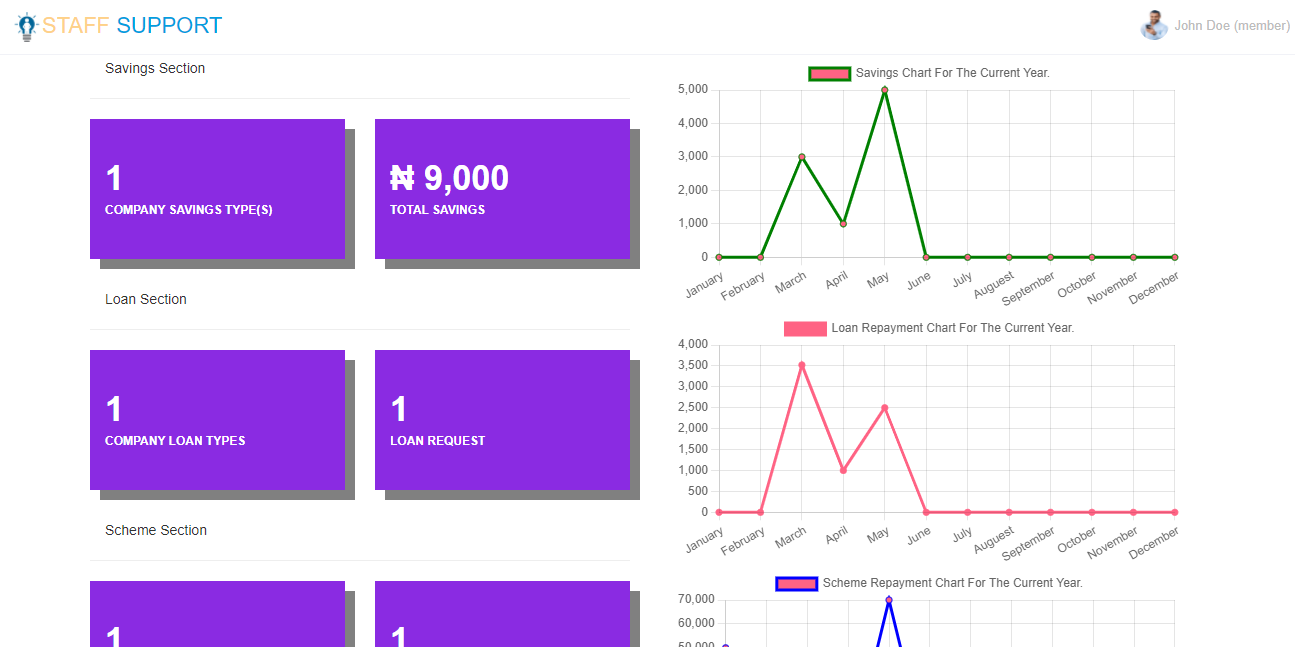 STAFF SUPPORT
John Doe (member)
Savings Section
1
COMPANY SAVINGS TYPE(S)
₦ 9,000
TOTAL SAVINGS
Loan Section
1
COMPANY LOAN TYPES
1
LOAN REQUEST
Scheme Section
1
1
Savings Chart For The Current Year.
5,000
4,000
3,000
2,000
1,000
0
January
February
March
April
May
June
July
Auguest
September
October
November
December
Loan Repayment Chart For The Current Year.
4,000
3,500
3,000
2,500
2,000
1,500
1,000
500
0
January
February
March
April
May
June
July
Auguest
September
October
November
December
Scheme Repayment Chart For The Current Year.
70,000
60,000
50,000